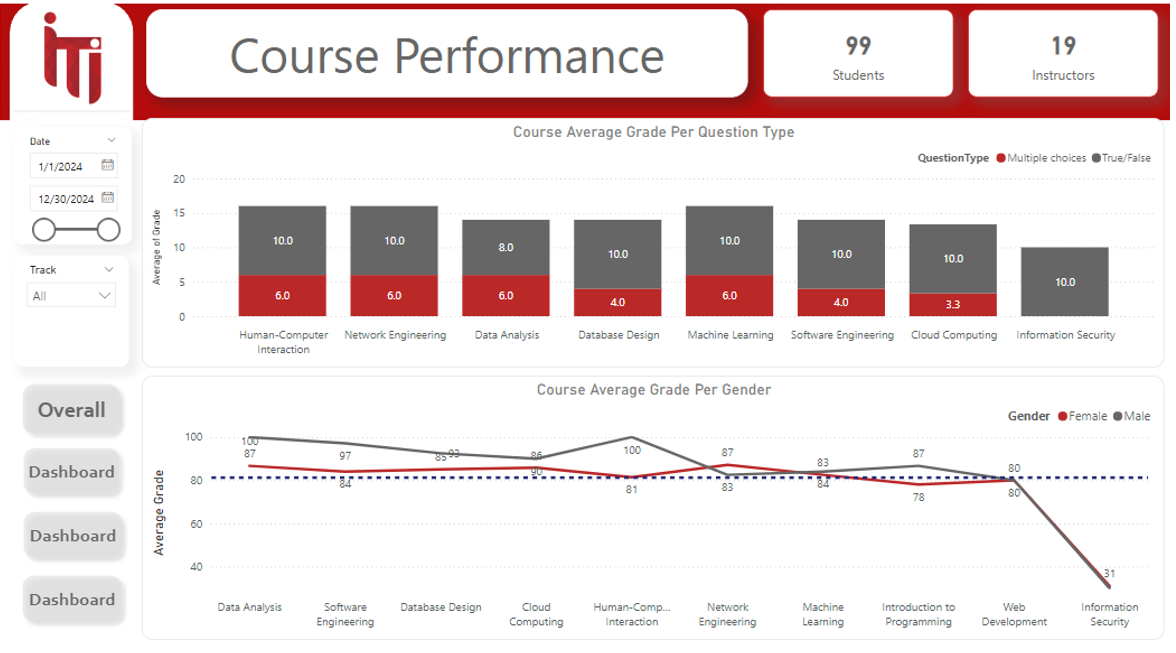 iTi
Course Performance
99
Students
19
Instructors
Date
1/1/2024
12/30/2024
Track
All
Overall
Dashboard
Dashboard
Dashboard
Course Average Grade Per Question Type
QuestionType Multiple choices True/False
Average of Grade
20
15
10
5
0
10.0 10.0 8.0 10.0 10.0 10.0 10.0 10.0
6.0 6.0 6.0 4.0 6.0 4.0 3.3
Human-Computer Interaction
Network Engineering
Data Analysis
Database Design
Machine Learning
Software Engineering
Cloud Computing
Information Security
Course Average Grade Per Gender
Gender Female Male
Average Grade
100
80
60
40
100 97 93 90 100 83 84 87 80
87 84 85 86 81 87 83 78 80 31
Data Analysis
Software
Engineering
Database Design
Cloud
Computing
Human-Comp...
Interaction
Network
Engineering
Machine
Learning
Introduction to
Programming
Web
Development
Information
Security